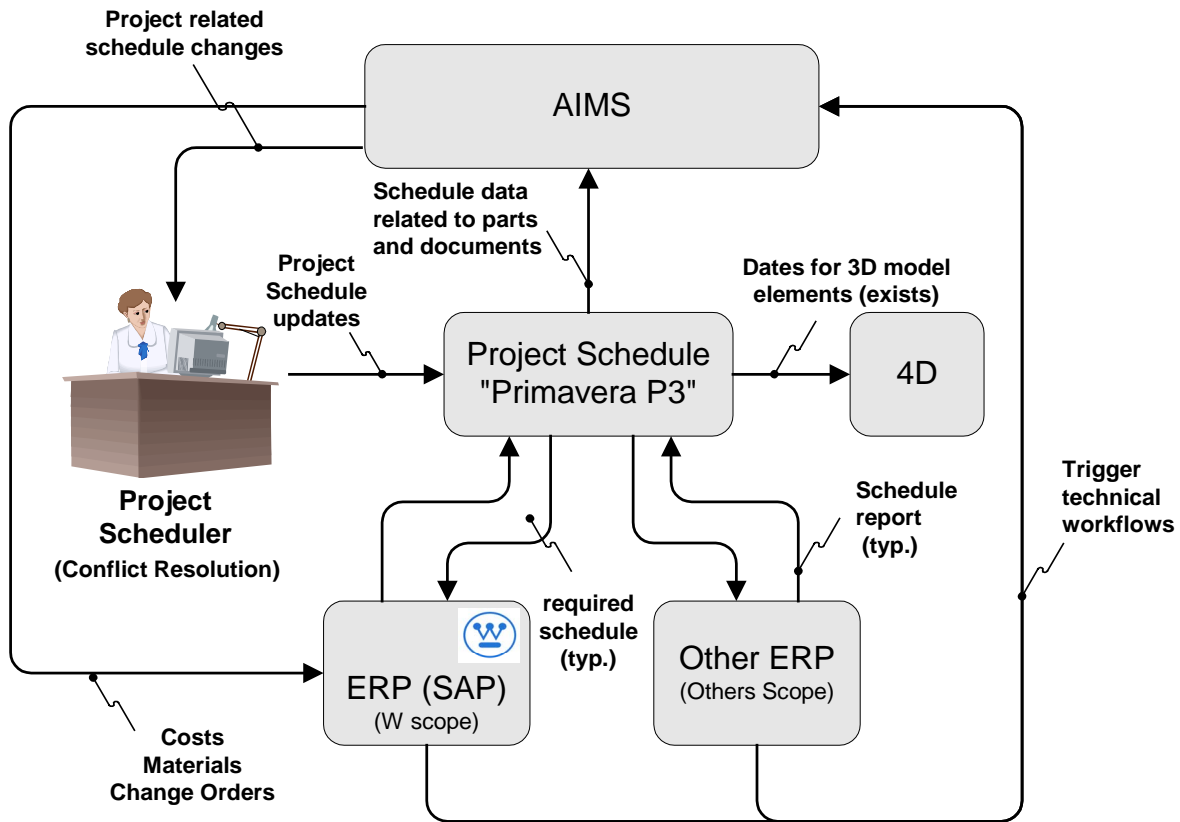 Project related
schedule changes
AIMS
Schedule data
related to parts
and documents
Project
Schedule
updates
Dates for 3D model
elements (exists)
Project Schedule
"Primavera P3"
4D
Project
Scheduler
(Conflict Resolution)
Schedule
report
(typ.)
Trigger
technical
workflows
required
schedule
(typ.)
W
ERP (SAP)
(W scope)
Other ERP
(Others Scope)
Costs
Materials
Change Orders